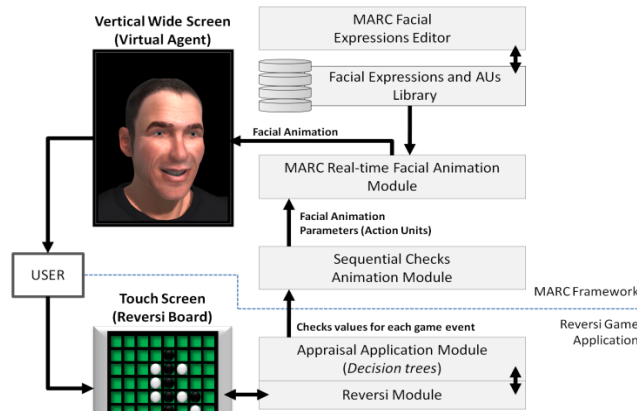 Vertical Wide Screen
(Virtual Agent)
MARC Facial
Expressions Editor
Facial Expressions and AUs
Library
Facial Animation
MARC Real-time Facial Animation
Module
Facial Animation
Parameters (Action Units)
Sequential Checks
Animation Module
USER
MARC Framework
Touch Screen
(Reversi Board)
Reversi Game
Application
Checks values for each game event
Appraisal Application Module
(Decision trees)
Reversi Module